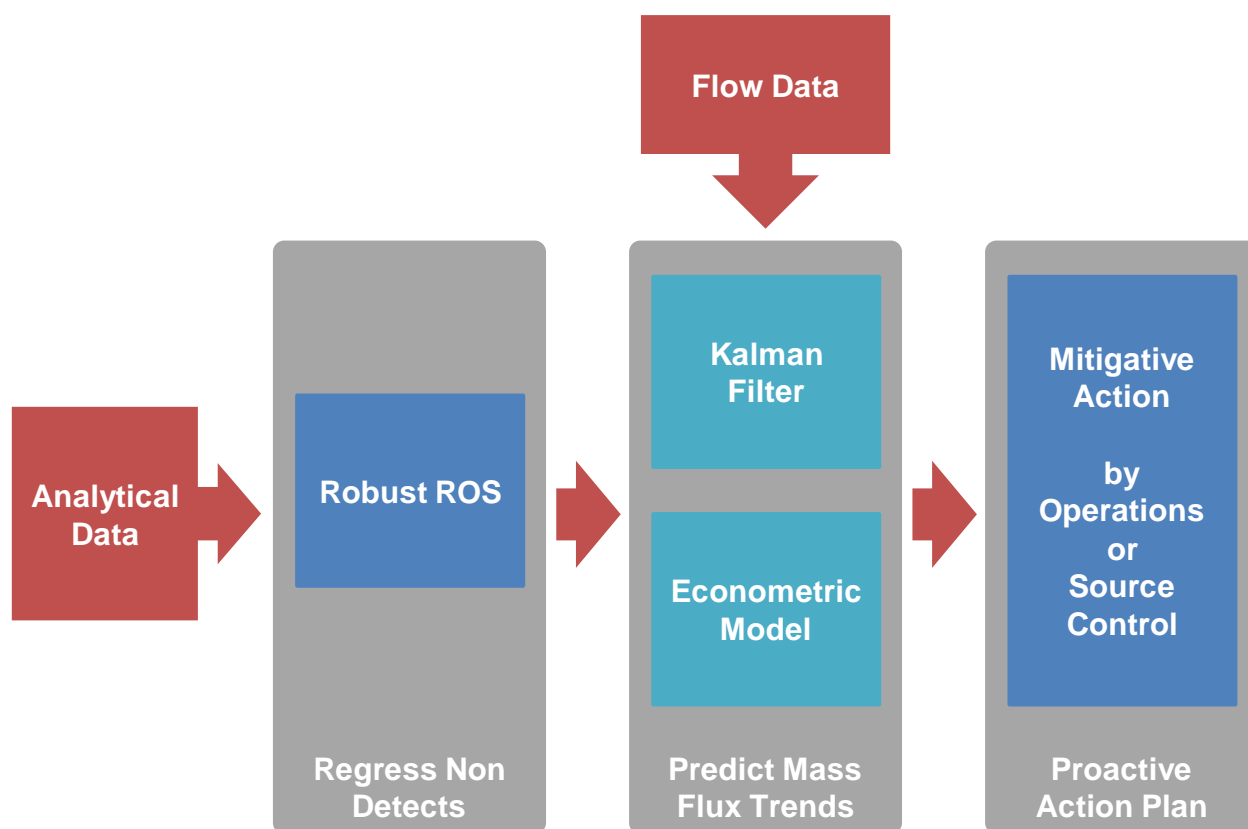 Flow Data
Analytical
Data
Robust ROS
Regress Non
Detects
Kalman
Filter
Econometric
Model
Predict Mass
Flux Trends
Mitigative
Action
by
Operations
or
Source
Control
Proactive
Action Plan